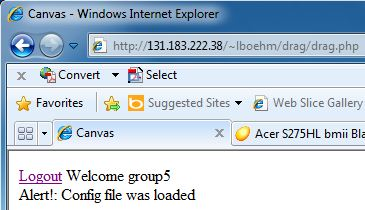 Canvas - Windows Internet Explorer
http://131.183.222.38/~lboehm/drag/drag.php
x Convert Select
Favorites Suggested Sites Web Slice Gallery
Canvas x Acer S275HL bmii Bla
Logout Welcome group5
Alert!: Config file was loaded